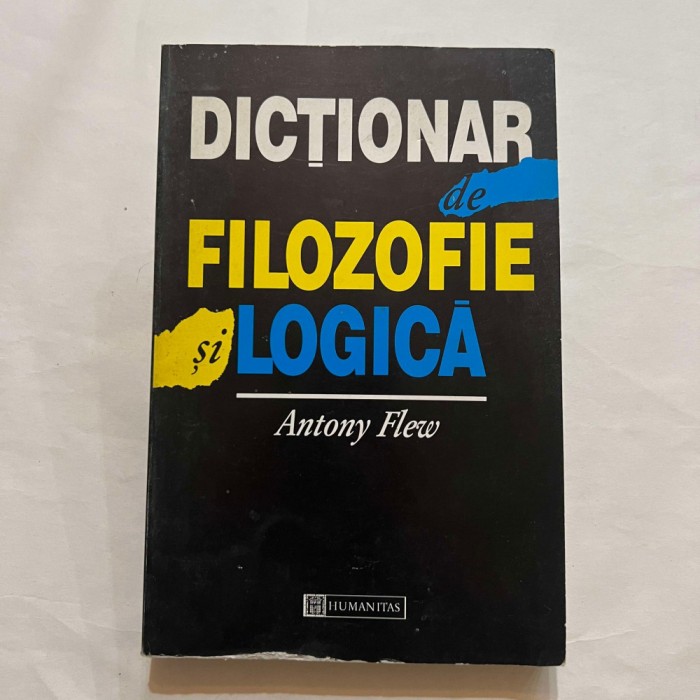 DICȚIONAR
de
FILOZOFIE
și LOGICĂ
Antony Flew
HUMANITAS